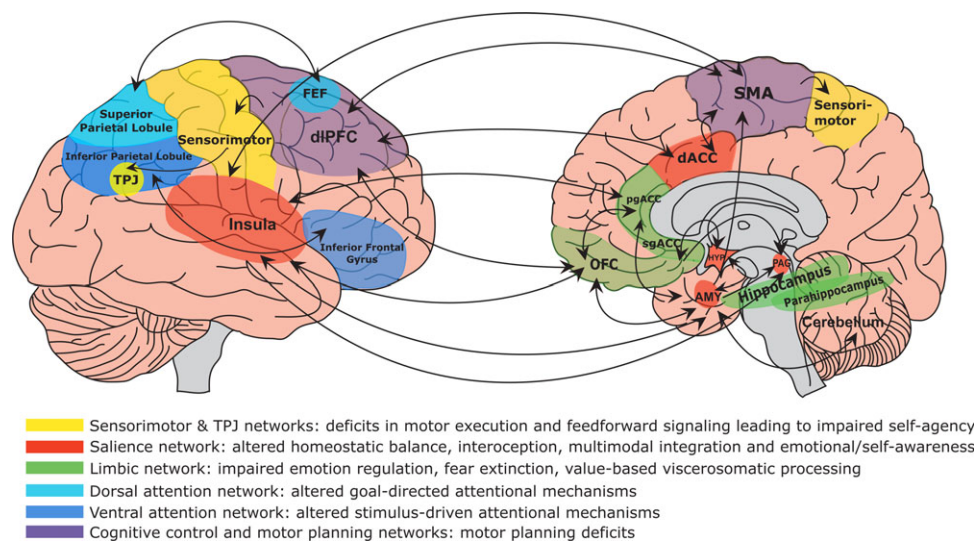 FEF
Superior
Parietal Lobule
Sensorimotor
dlPFC
Inferior Parietal Lobule
TPJ
Insula
Inferior Frontal
Gyrus
SMA
Sensori-
motor
dACC
pgACC
sgACC
OFC
HYP
PAG
AMY
Hippocampus
Parahippocampus
Cerebellum
Sensorimotor & TPJ networks: deficits in motor execution and feedforward signaling leading to impaired self-agency
Salience network: altered homeostatic balance, interoception, multimodal integration and emotional/self-awareness
Limbic network: impaired emotion regulation, fear extinction, value-based viscerosomatic processing
Dorsal attention network: altered goal-directed attentional mechanisms
Ventral attention network: altered stimulus-driven attentional mechanisms
Cognitive control and motor planning networks: motor planning deficits